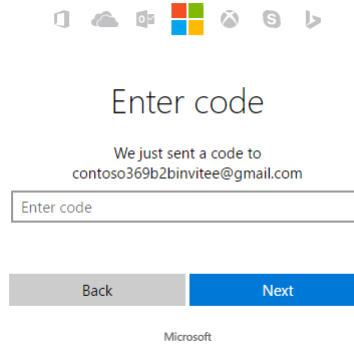 Enter code
We just sent a code to
contoso369b2binvitee@gmail.com
Enter code
Back
Next
Microsoft